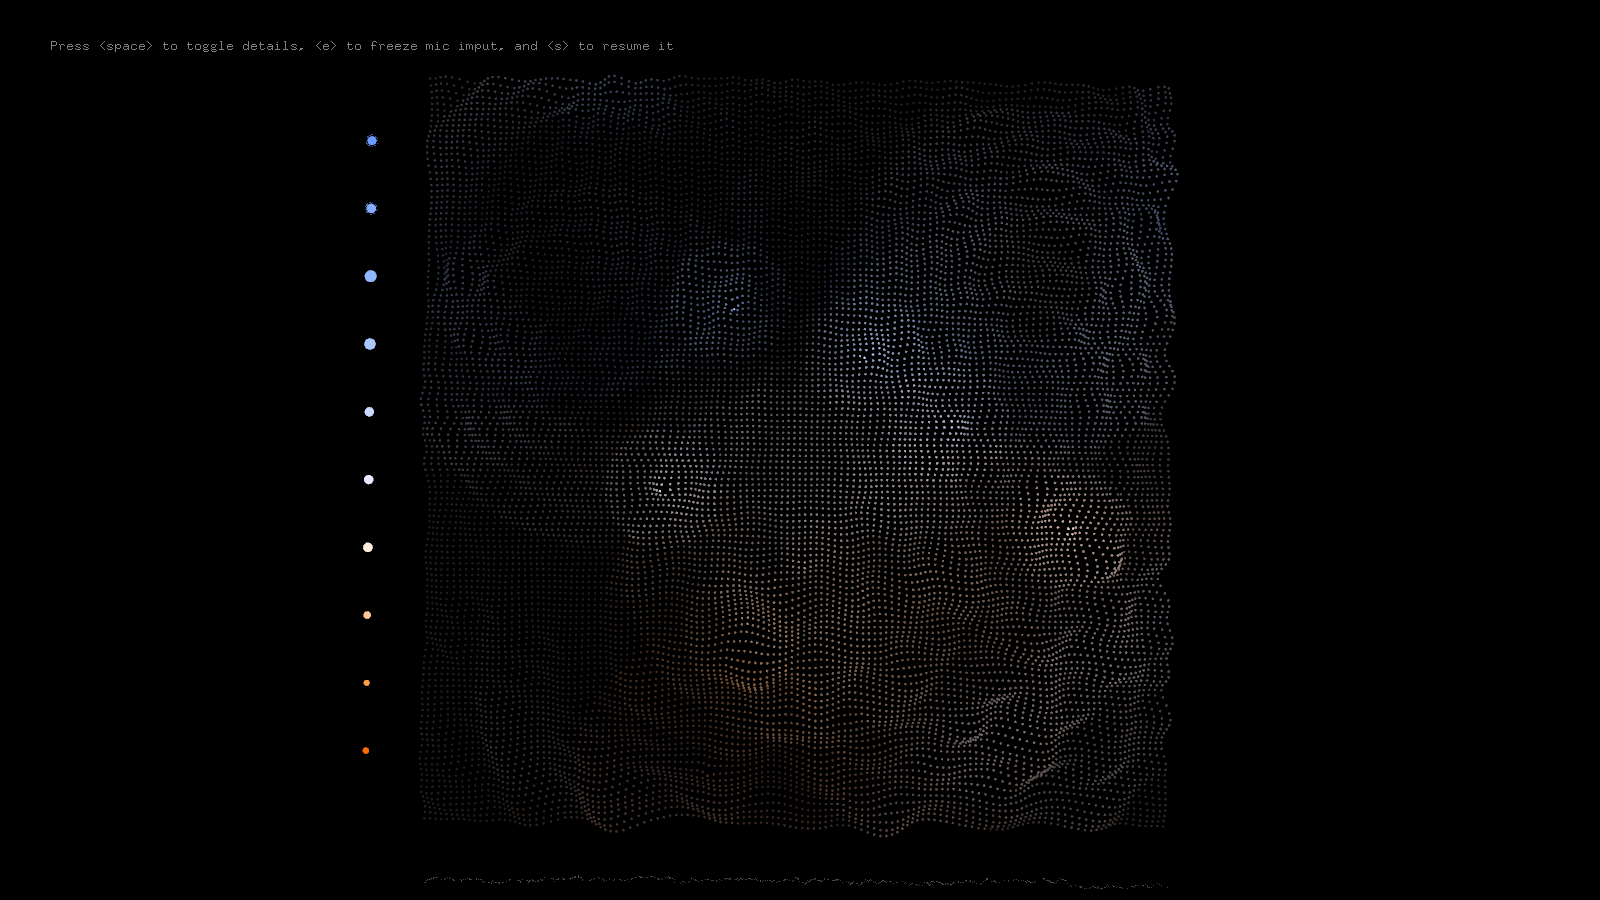 Press <space> to toggle details, <e> to freeze mic imput, and <s> to resume it